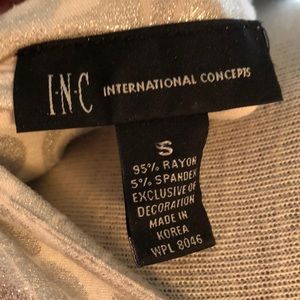 I·N·C INTERNATIONAL CONCEPTS
S
95% RAYON
5% SPANDEX
EXCLUSIVE OF
DECORATION
MADE IN
KOREA
WPL 8046